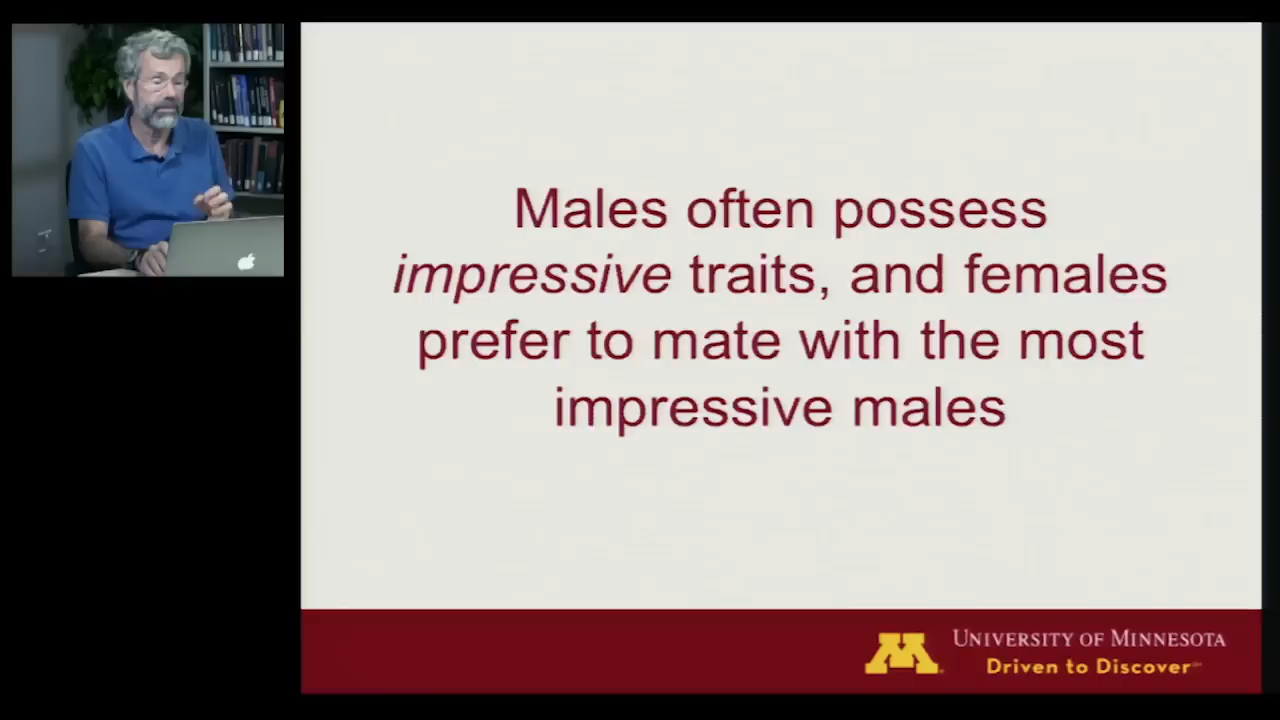 Males often possess
impressive traits, and females
prefer to mate with the most
impressive males
M
UNIVERSITY OF MINNESOTA
Driven to Discover